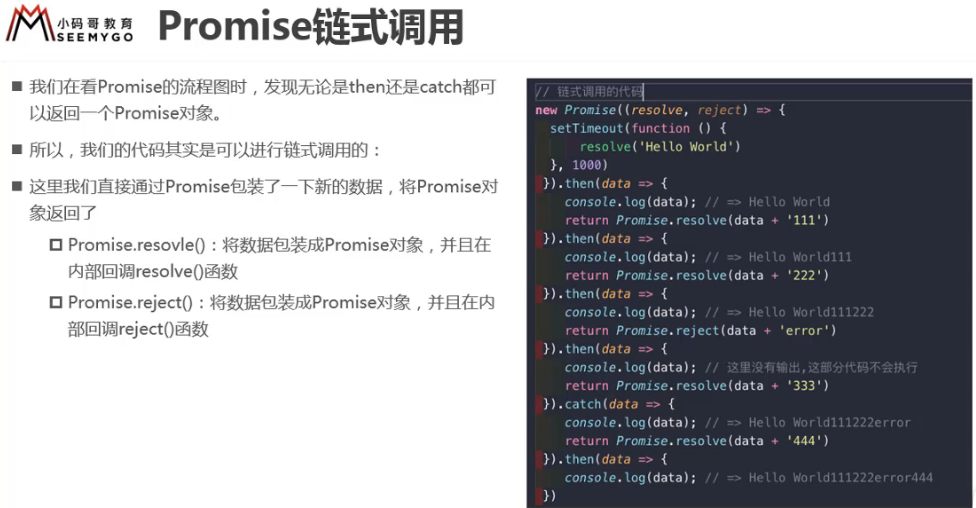 小码哥教育
SEEMYGO
Promise链式调用
■ 我们在看Promise的流程图时，发现无论是then还是catch都可
以返回一个Promise对象。
■ 所以，我们的代码其实是可以进行链式调用的：
■ 这里我们直接通过Promise包装了一下新的数据，将Promise对
象返回了
Promise.resovle()：将数据包装成Promise对象，并且在
内部回调resolve()函数
Promise.reject()：将数据包装成Promise对象，并且在内
部回调reject()函数
// 链式调用的代码
new Promise((resolve, reject) => {
setTimeout(function () {
resolve('Hello World')
}, 1000)
}).then(data => {
console.log(data); // => Hello World
return Promise.resolve(data + '111')
}).then(data => {
console.log(data); // => Hello World111
return Promise.resolve(data + '222')
}).then(data => {
console.log(data); // => Hello World111222
return Promise.reject(data + 'error')
}).then(data => {
console.log(data); // 这里没有输出,这部分代码不会执行
return Promise.resolve(data + '333')
}).catch(data => {
console.log(data); // => Hello World111222error
return Promise.resolve(data + '444')
}).then(data => {
console.log(data); // => Hello World111222error444
})